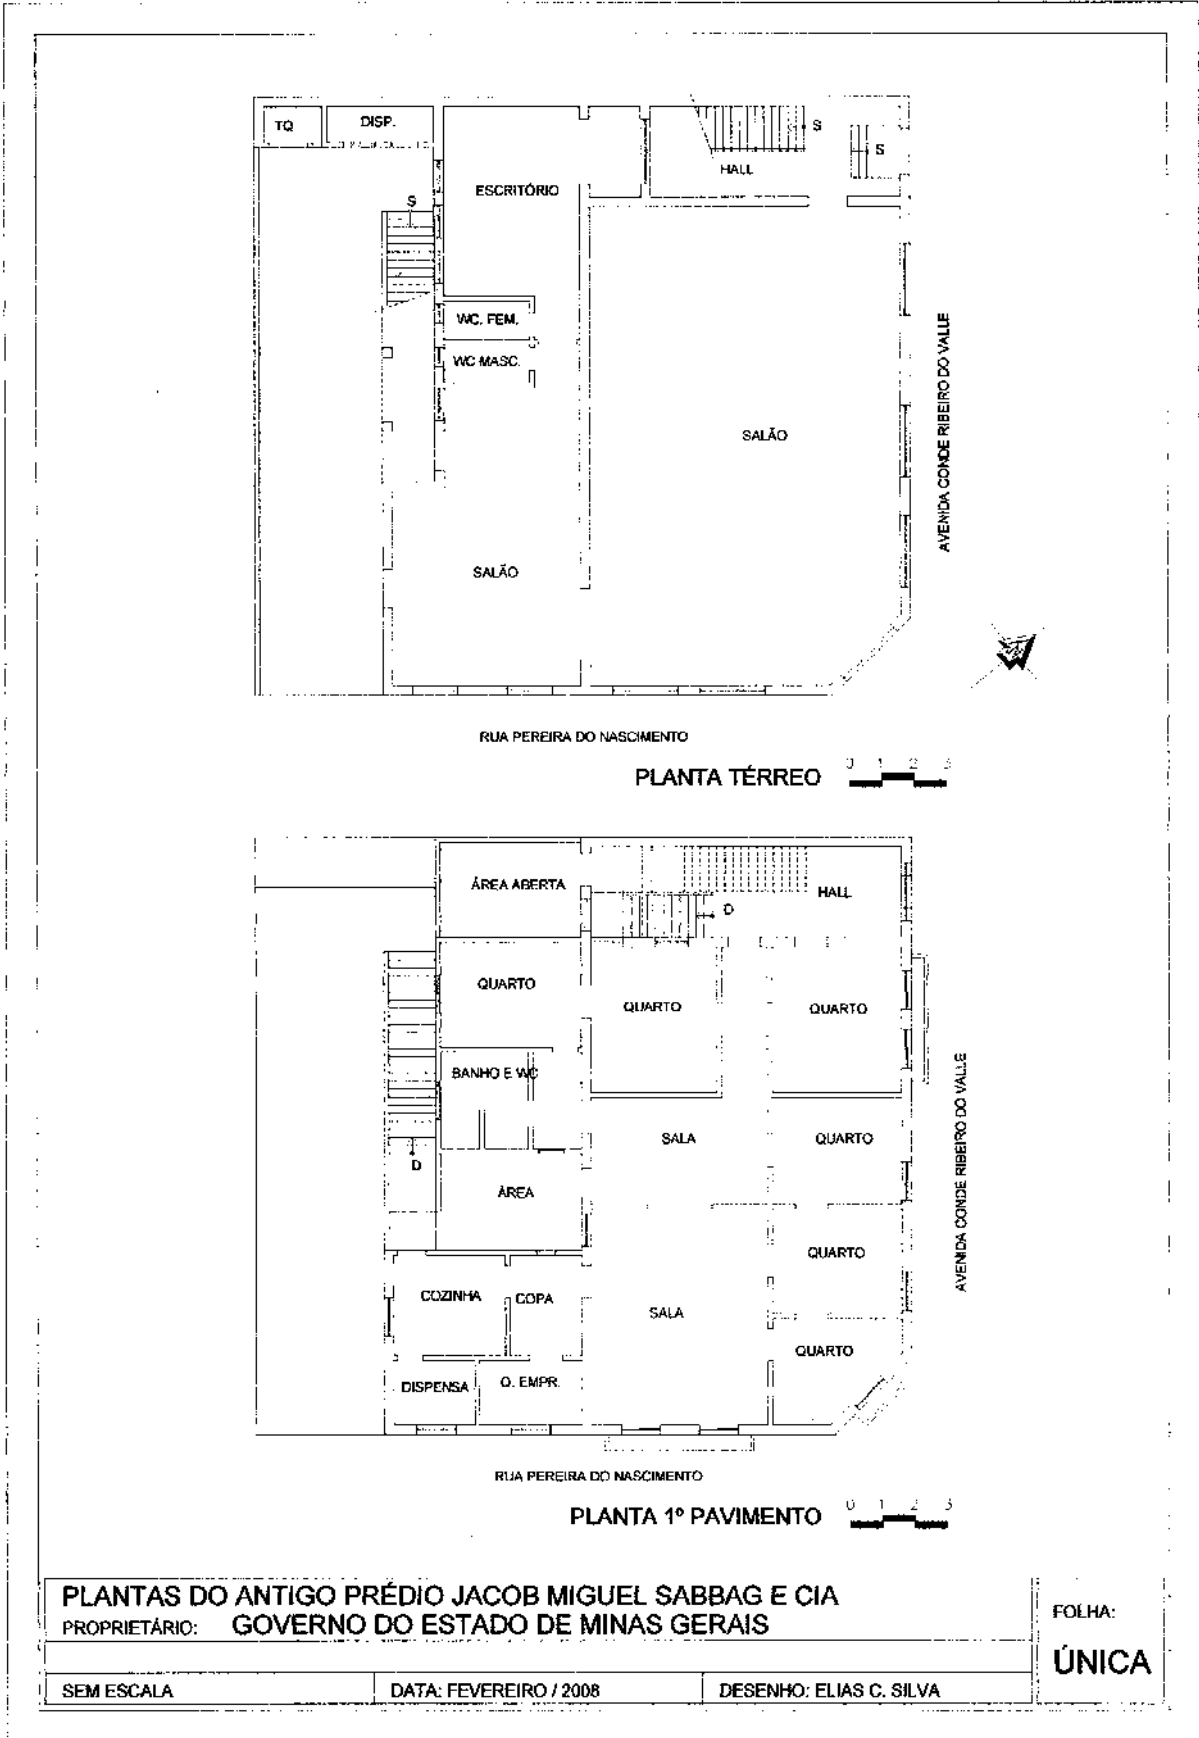 TQ
DISP.
S
S
HALL
ESCRITÓRIO
S
WC. FEM.
WC MASC.
SALÃO
AVENIDA CONDE RIBEIRO DO VALLE
SALÃO
RUA PEREIRA DO NASCIMENTO
PLANTA TÉRREO
0 1 2 3
ÁREA ABERTA
HALL
D
QUARTO
QUARTO
QUARTO
BANHO E WC
SALA
QUARTO
D
ÁREA
AVENIDA CONDE RIBEIRO DO VALLE
QUARTO
COZINHA
COPA
SALA
QUARTO
DISPENSA
Q. EMPR.
RUA PEREIRA DO NASCIMENTO
PLANTA 1º PAVIMENTO
0 1 2 3
PLANTAS DO ANTIGO PRÉDIO JACOB MIGUEL SABBAG E CIA
PROPRIETÁRIO: GOVERNO DO ESTADO DE MINAS GERAIS
FOLHA:
ÚNICA
SEM ESCALA
DATA: FEVEREIRO / 2008
DESENHO: ELIAS C. SILVA